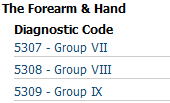 The Forearm & Hand
Diagnostic Code
5307 - Group VII
5308 - Group VIII
5309 - Group IX